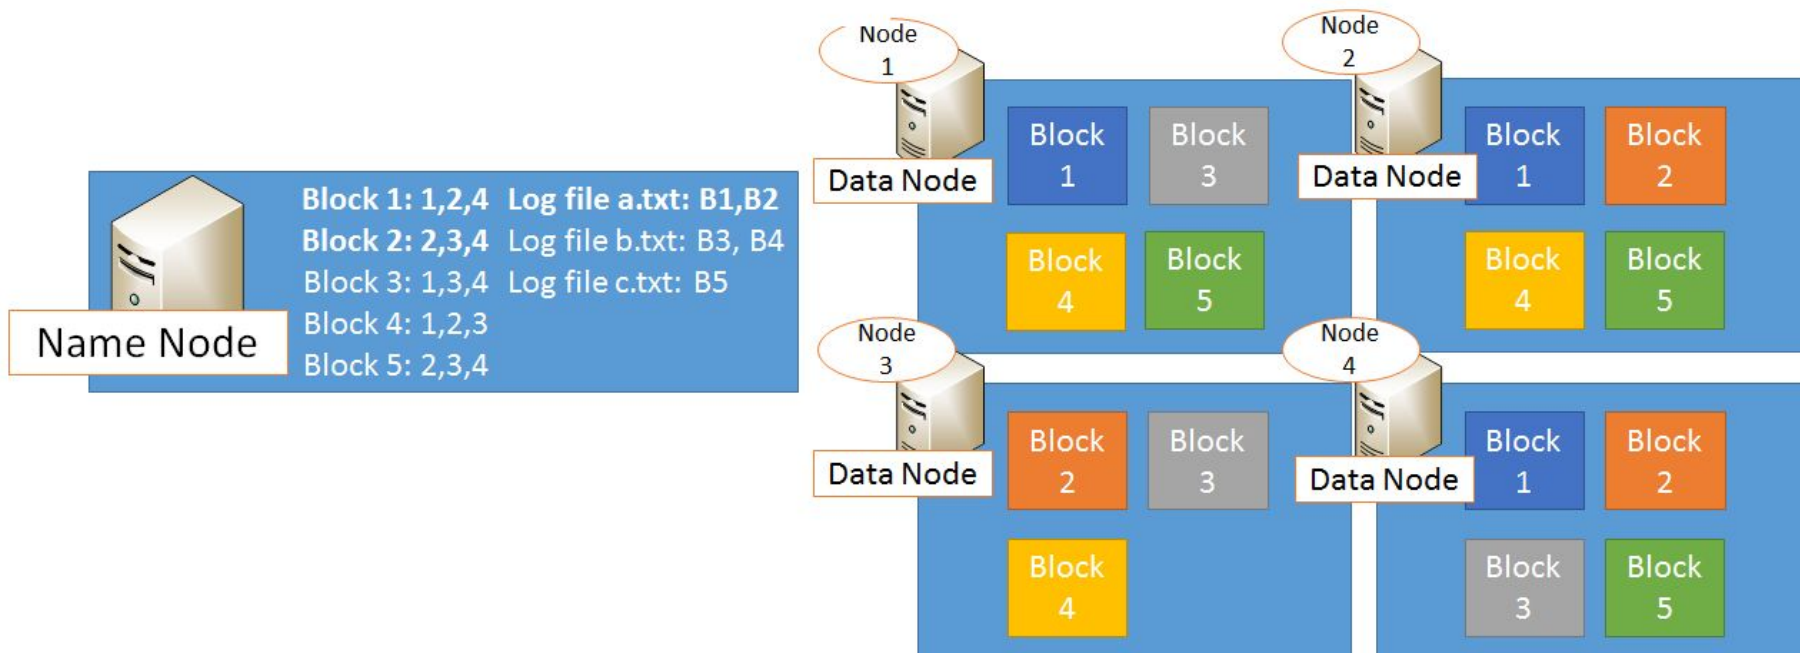 Name Node
Block 1: 1,2,4 Log file a.txt: B1,B2
Block 2: 2,3,4 Log file b.txt: B3, B4
Block 3: 1,3,4 Log file c.txt: B5
Block 4: 1,2,3
Block 5: 2,3,4
Node
1
Data Node
Block
1
Block
3
Block
4
Block
5
Node
2
Data Node
Block
1
Block
2
Block
4
Block
5
Node
3
Data Node
Block
2
Block
3
Block
4
Node
4
Data Node
Block
1
Block
2
Block
3
Block
5